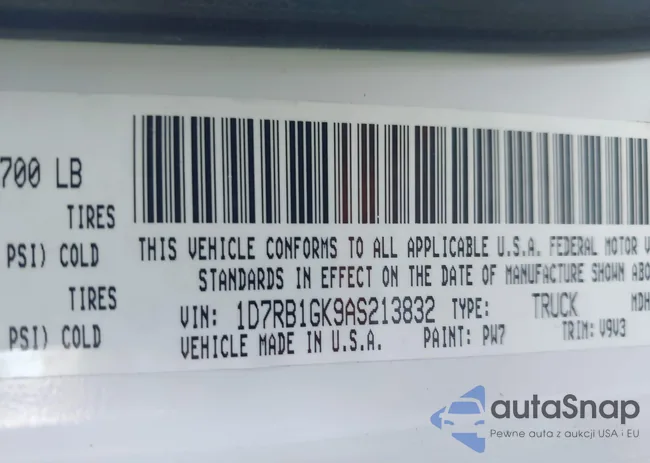 700 LB
TIRES
PSI) COLD
THIS VEHICLE CONFORMS TO ALL APPLICABLE U.S.A. FEDERAL MOTOR V
STANDARDS IN EFFECT ON THE DATE OF MANUFACTURE SHOWN ABO
TIRES
VIN: 1D7RB1GK9AS213832 TYPE: TRUCK MDH
PSI) COLD
VEHICLE MADE IN U.S.A. PAINT: PW7 TRIM: V9V3
autaSnap
Pewne auta z aukcji USA i EU